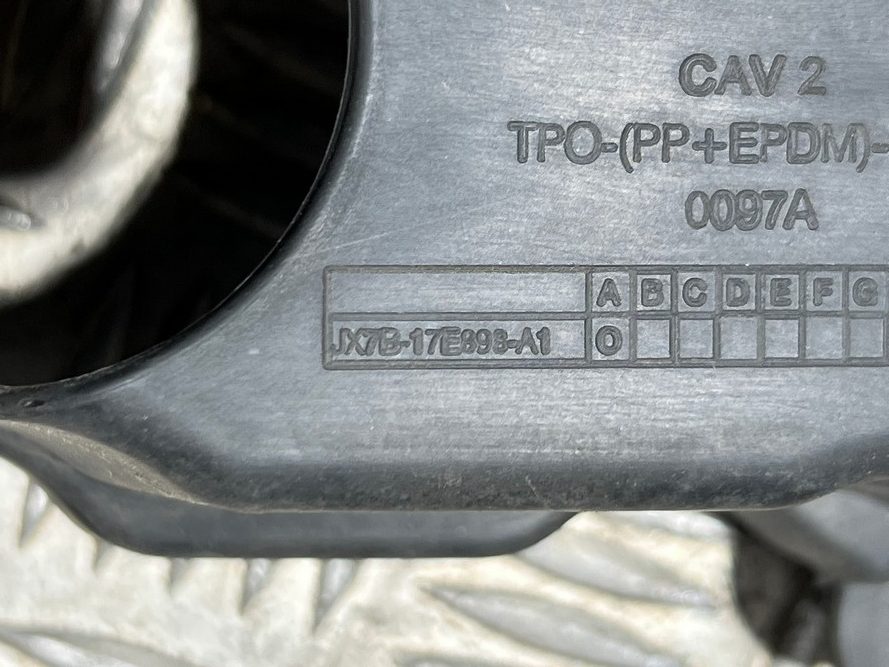 CAV 2
TPO-(PP+EPDM)-
0097A
A B C D E F G
JX7B-17E898-A1 O